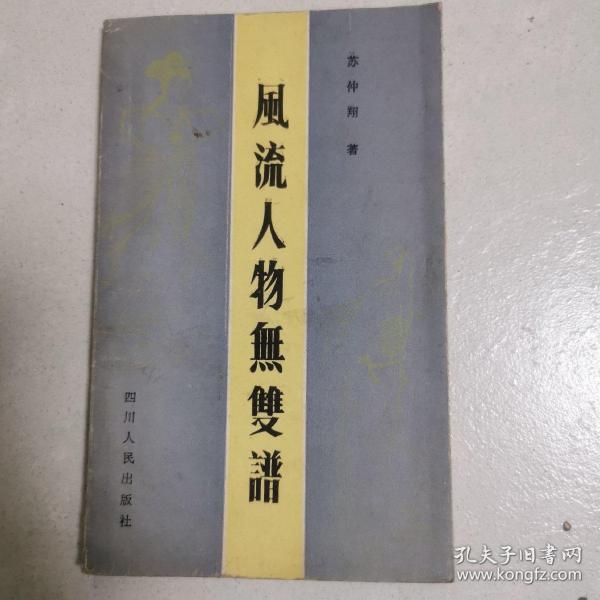 苏仲翔 著
風流人物無雙譜
四川人民出版社
孔夫子旧书网
www.kongfz.com